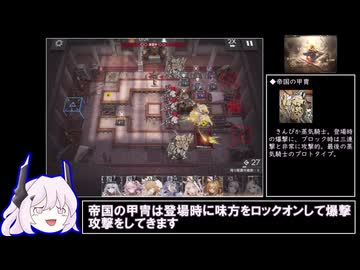 2X
27
◆帝国の甲冑
きんぴか蒸気騎士。登場時
の爆撃に、ブロック時は三連
撃と非常に攻撃的。最後の蒸
気騎士のプロトタイプ。
帝国の甲冑は登場時に味方をロックオンして爆撃
攻撃をしてきます